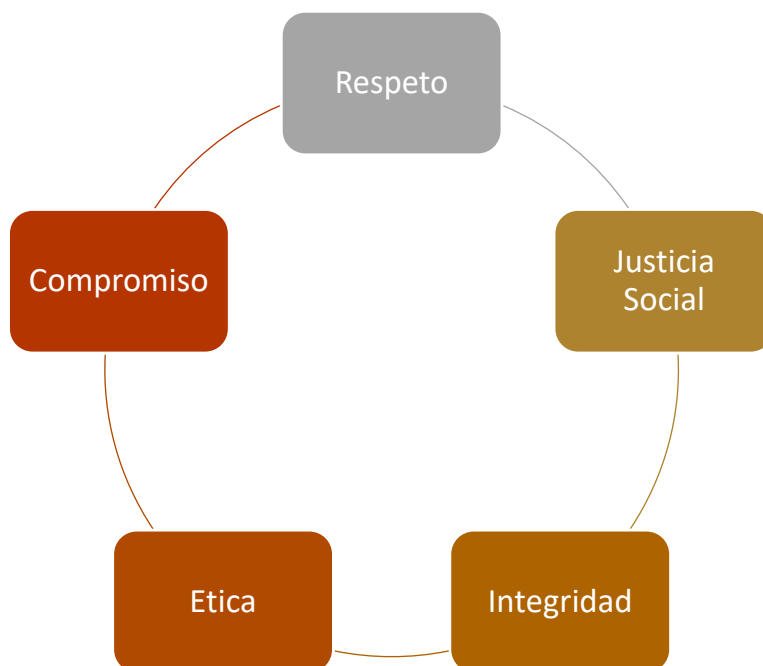 Respeto
Justicia
Social
Integridad
Etica
Compromiso